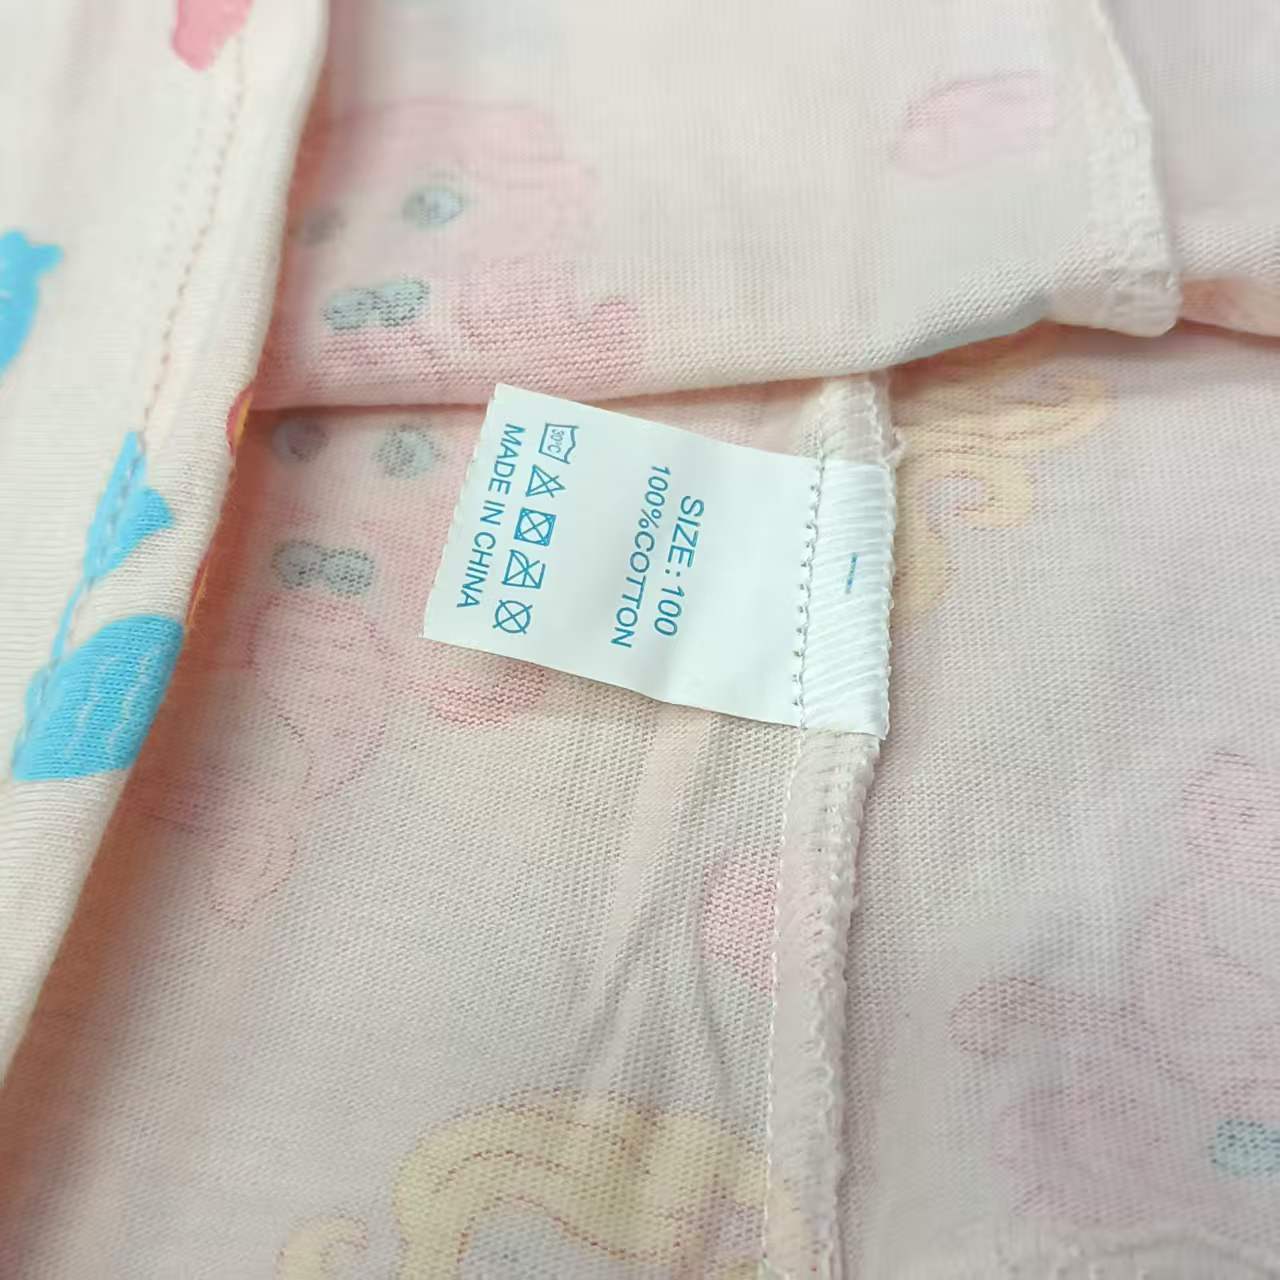 SIZE: 100
100%COTTON
30°C
MADE IN CHINA